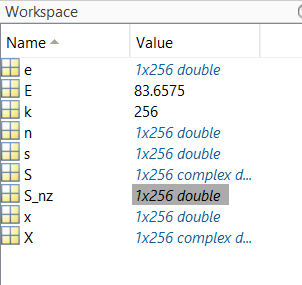 Workspace
Name Value
e 1x256 double
E 83.6575
k 256
n 1x256 double
s 1x256 double
S 1x256 complex d...
S_nz 1x256 double
x 1x256 double
X 1x256 complex d...